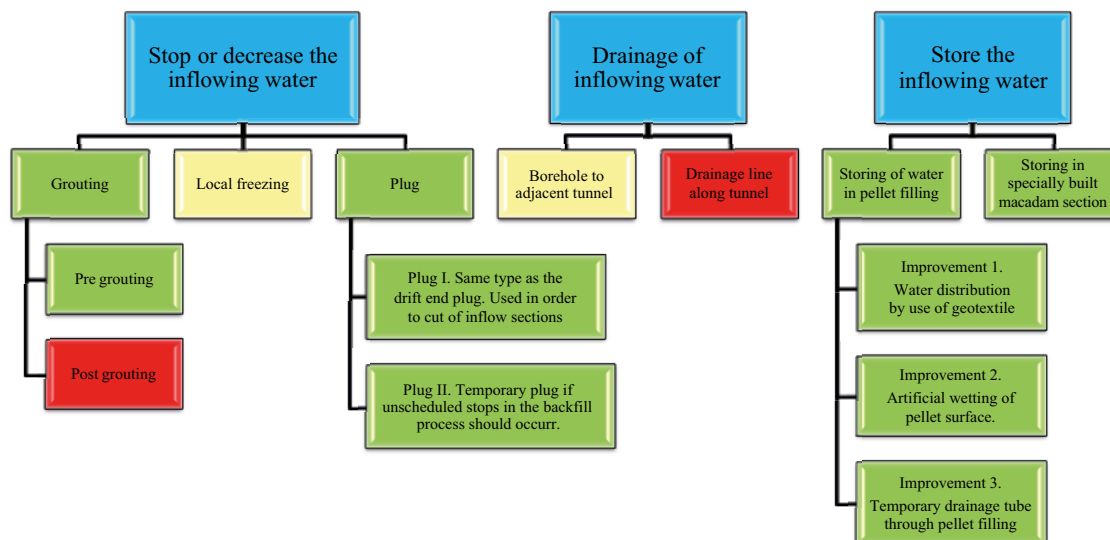 Stop or decrease the
inflowing water
Drainage of
inflowing water
Store the
inflowing water
Grouting
Local freezing
Plug
Borehole to
adjacent tunnel
Drainage line
along tunnel
Storing of water
in pellet filling
Storing in
specially built
macadam section
Pre grouting
Post grouting
Plug I. Same type as the
drift end plug. Used in order
to cut of inflow sections
Plug II. Temporary plug if
unscheduled stops in the backfill
process should occurr.
Improvement 1.
Water distribution
by use of geotextile
Improvement 2.
Artificial wetting of
pellet surface.
Improvement 3.
Temporary drainage tube
through pellet filling